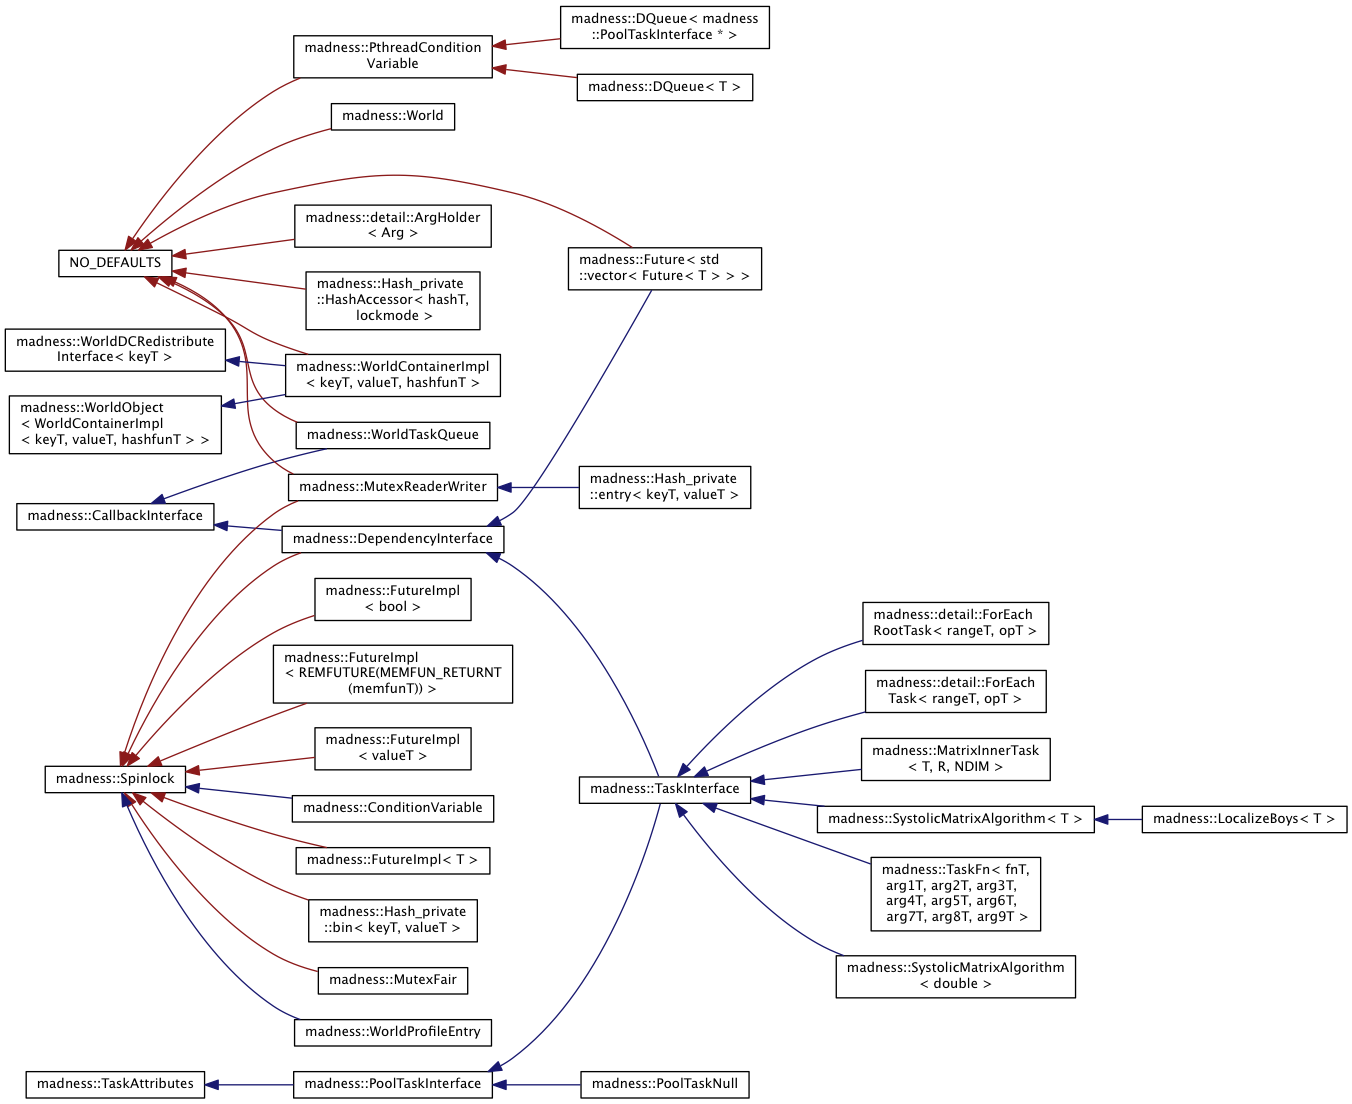 madness::DQueue< madness
::PoolTaskInterface * >
madness::PthreadCondition
Variable
madness::DQueue< T >
madness::World
madness::detail::ArgHolder
< Arg >
NO_DEFAULTS
madness::Future< std
::vector< Future< T > > >
madness::Hash_private
::HashAccessor< hashT,
lockmode >
madness::WorldDCRedistribute
Interface< keyT >
madness::WorldContainerImpl
< keyT, valueT, hashfunT >
madness::WorldObject
< WorldContainerImpl
< keyT, valueT, hashfunT > >
madness::WorldTaskQueue
madness::MutexReaderWriter
madness::Hash_private
::entry< keyT, valueT >
madness::CallbackInterface
madness::DependencyInterface
madness::FutureImpl
< bool >
madness::FutureImpl
< REMFUTURE(MEMFUN_RETURNT
(memfunT)) >
madness::FutureImpl
< valueT >
madness::Spinlock
madness::ConditionVariable
madness::FutureImpl< T >
madness::Hash_private
::bin< keyT, valueT >
madness::MutexFair
madness::WorldProfileEntry
madness::TaskAttributes
madness::PoolTaskInterface
madness::PoolTaskNull
madness::TaskInterface
madness::detail::ForEach
RootTask< rangeT, opT >
madness::detail::ForEach
Task< rangeT, opT >
madness::MatrixInnerTask
< T, R, NDIM >
madness::SystolicMatrixAlgorithm< T >
madness::LocalizeBoys< T >
madness::TaskFn< fnT,
arg1T, arg2T, arg3T,
arg4T, arg5T, arg6T,
arg7T, arg8T, arg9T >
madness::SystolicMatrixAlgorithm
< double >